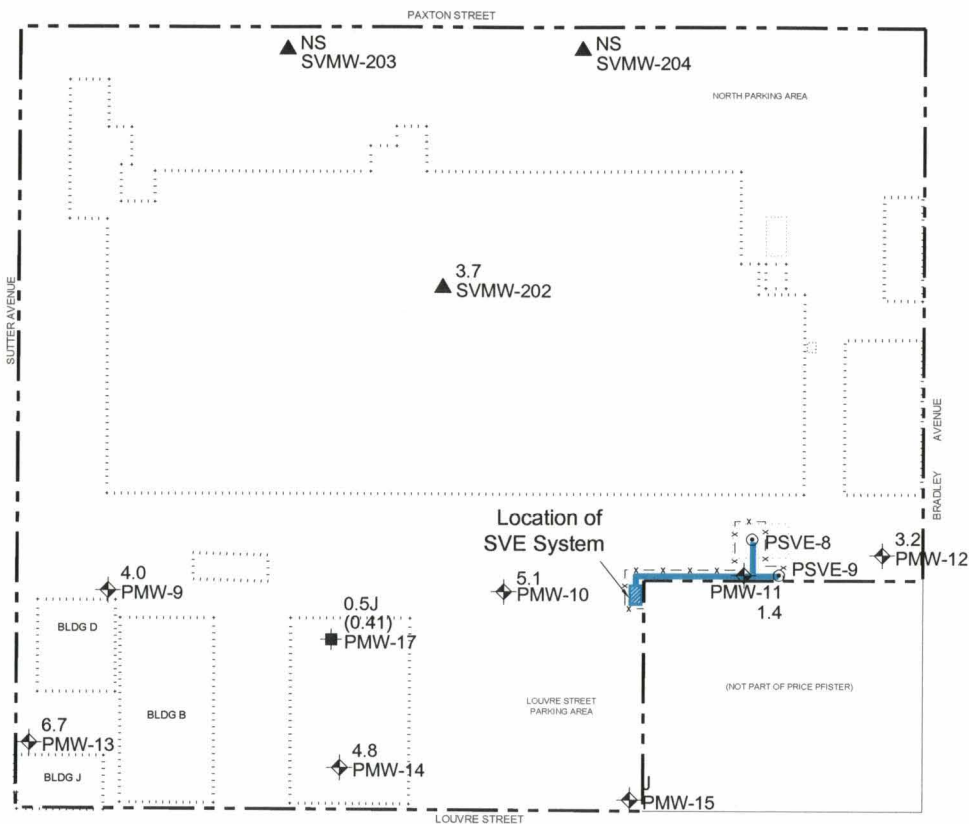 PAXTON STREET
NS
SVMW-203
NS
SVMW-204
NORTH PARKING AREA
SUTTER AVENUE
3.7
SVMW-202
BRADLEY AVENUE
Location of
SVE System
PSVE-8
PSVE-9
3.2
PMW-12
4.0
PMW-9
5.1
PMW-10
PMW-11
1.4
BLDG D
0.5J
(0.41)
PMW-17
BLDG B
LOUVRE STREET
PARKING AREA
(NOT PART OF PRICE PFISTER)
6.7
PMW-13
4.8
PMW-14
BLDG J
J
PMW-15
LOUVRE STREET